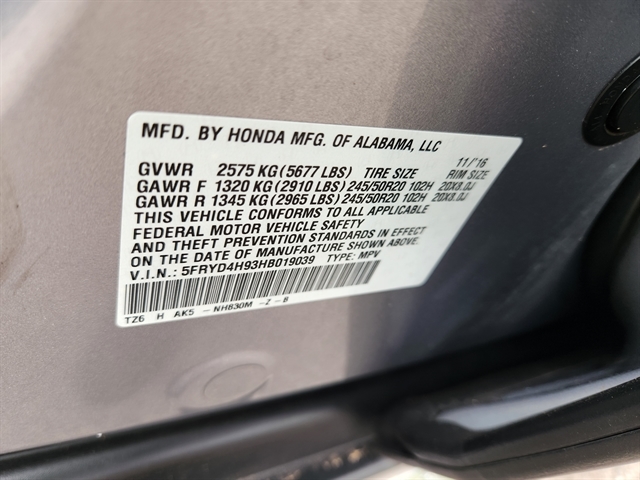 MFD. BY HONDA MFG. OF ALABAMA, LLC
11/'16
GVWR 2575 KG (5677 LBS) TIRE SIZE RIM SIZE
GAWR F 1320 KG (2910 LBS) 245/50R20 102H 20X8.0J
GAWR R 1345 KG (2965 LBS) 245/50R20 102H 20X8.0J
THIS VEHICLE CONFORMS TO ALL APPLICABLE
FEDERAL MOTOR VEHICLE SAFETY
AND THEFT PREVENTION STANDARDS IN EFFECT
ON THE DATE OF MANUFACTURE SHOWN ABOVE.
V.I.N.: 5FRYD4H93HB019039 TYPE: MPV
TZ6 H AK5 - NH830M -Z -B